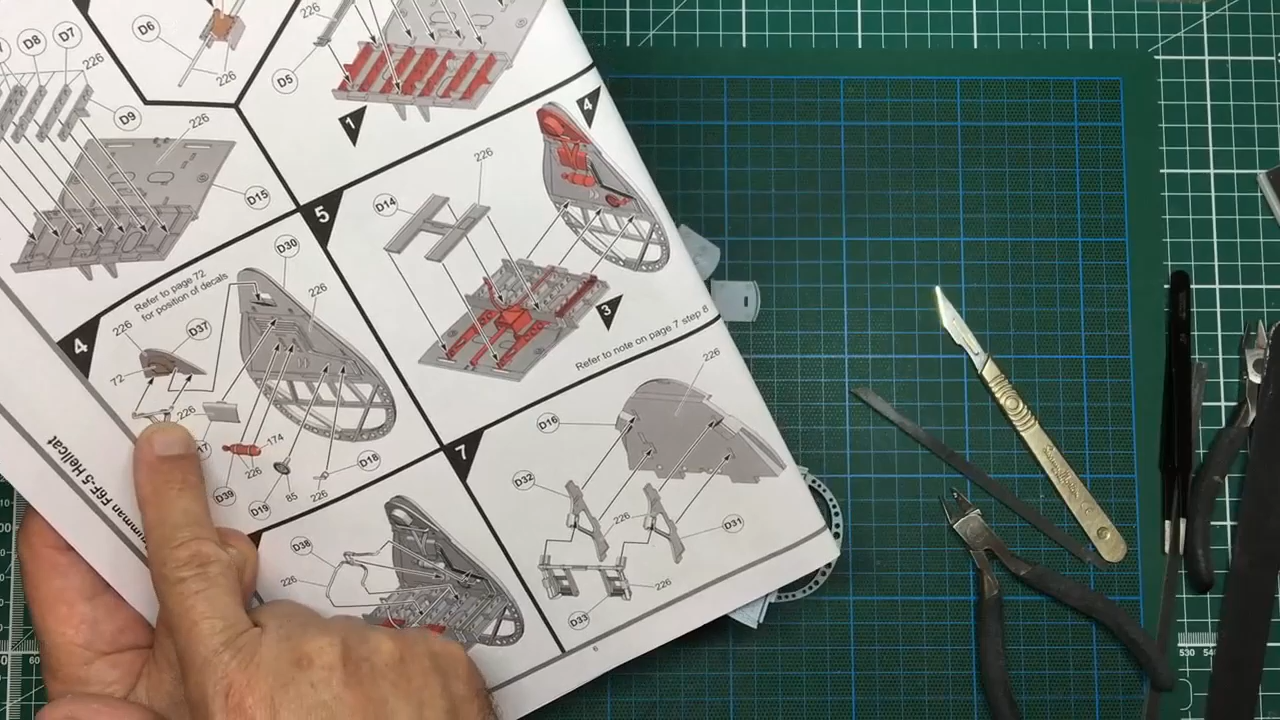 D8
D7
226
D9
226
D15
D6
226
226
D5
1
5
D14
226
4
3
Refer to note on page 7 step 8
4
Refer to page 72
for position of decals
D30
226
226
D37
72
226
174
226
D39
D19
85
226
D18
D38
226
7
226
D16
D32
226
D31
226
D33
6
F6F-5 Hellcat
530